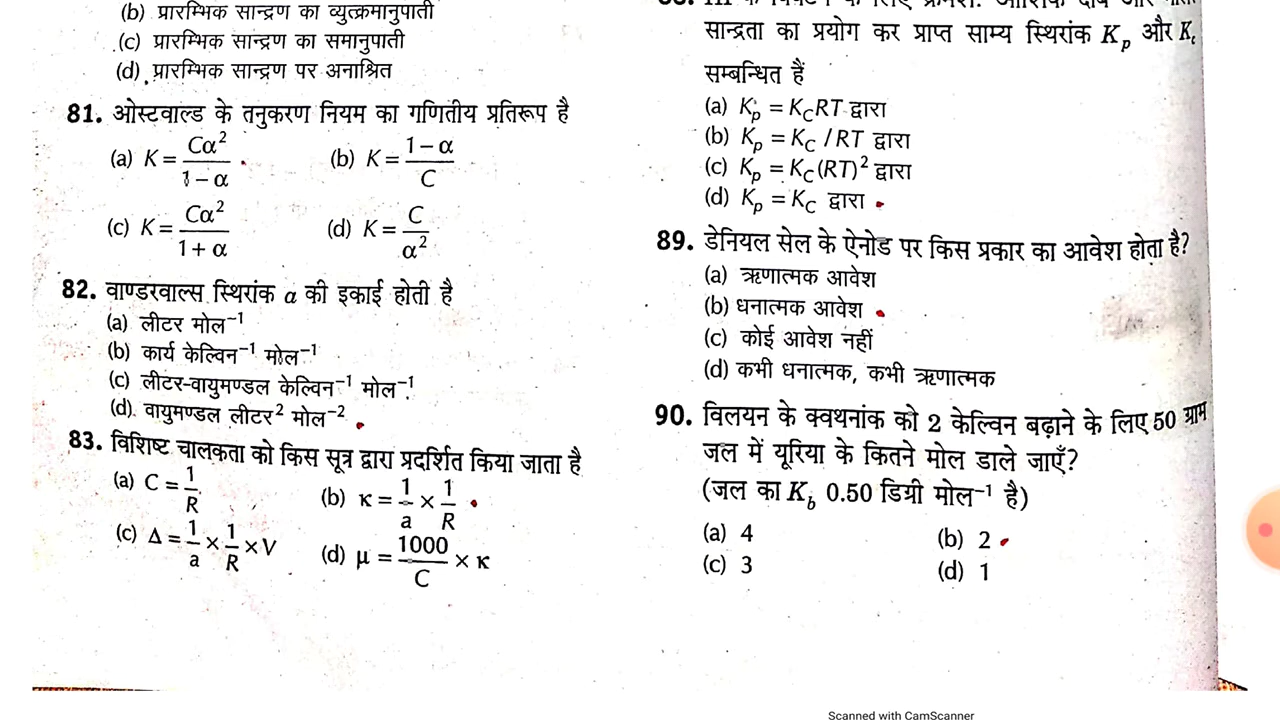 (b) प्रारम्भिक सान्द्रण का व्युत्क्रमानुपाती
(c) प्रारम्भिक सान्द्रण का समानुपाती
(d) प्रारम्भिक सान्द्रण पर अनाश्रित
81. ओस्टवाल्ड के तनुकरण नियम का गणितीय प्रतिरूप है
(a) K = Cα²/1 − α (b) K = 1 − α/C
(c) K = Cα²/1 + α (d) K = C/α²
82. वाण्डरवाल्स स्थिरांक a की इकाई होती है
(a) लीटर मोल⁻¹
(b) कार्य केल्विन⁻¹ मोल⁻¹
(c) लीटर-वायुमण्डल केल्विन⁻¹ मोल⁻¹
(d) वायुमण्डल लीटर² मोल⁻²
83. विशिष्ट चालकता को किस सूत्र द्वारा प्रदर्शित किया जाता है
(a) C = 1/R (b) κ = 1/a × 1/R
(c) Δ = 1/a × 1/R × V (d) μ = 1000/C × κ
सान्द्रता का प्रयोग कर प्राप्त साम्य स्थिरांक Kp और Kc
सम्बन्धित हैं
(a) Kp = KCRT द्वारा
(b) Kp = KC / RT द्वारा
(c) Kp = KC(RT)² द्वारा
(d) Kp = KC द्वारा
89. डेनियल सेल के ऐनोड पर किस प्रकार का आवेश होता है?
(a) ऋणात्मक आवेश
(b) धनात्मक आवेश
(c) कोई आवेश नहीं
(d) कभी धनात्मक, कभी ऋणात्मक
90. विलयन के क्वथनांक को 2 केल्विन बढ़ाने के लिए 50 ग्राम
जल में यूरिया के कितने मोल डाले जाएँ?
(जल का Kb 0.50 डिग्री मोल⁻¹ है)
(a) 4 (b) 2
(c) 3 (d) 1
Scanned with CamScanner